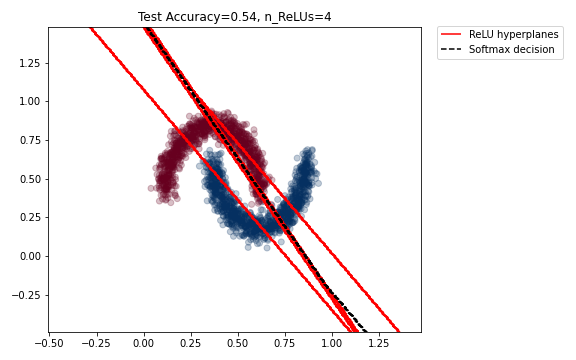 Test Accuracy=0.54, n_ReLUs=4
ReLU hyperplanes
Softmax decision
1.25
1.00
0.75
0.50
0.25
0.00
−0.25
−0.50 −0.25 0.00 0.25 0.50 0.75 1.00 1.25